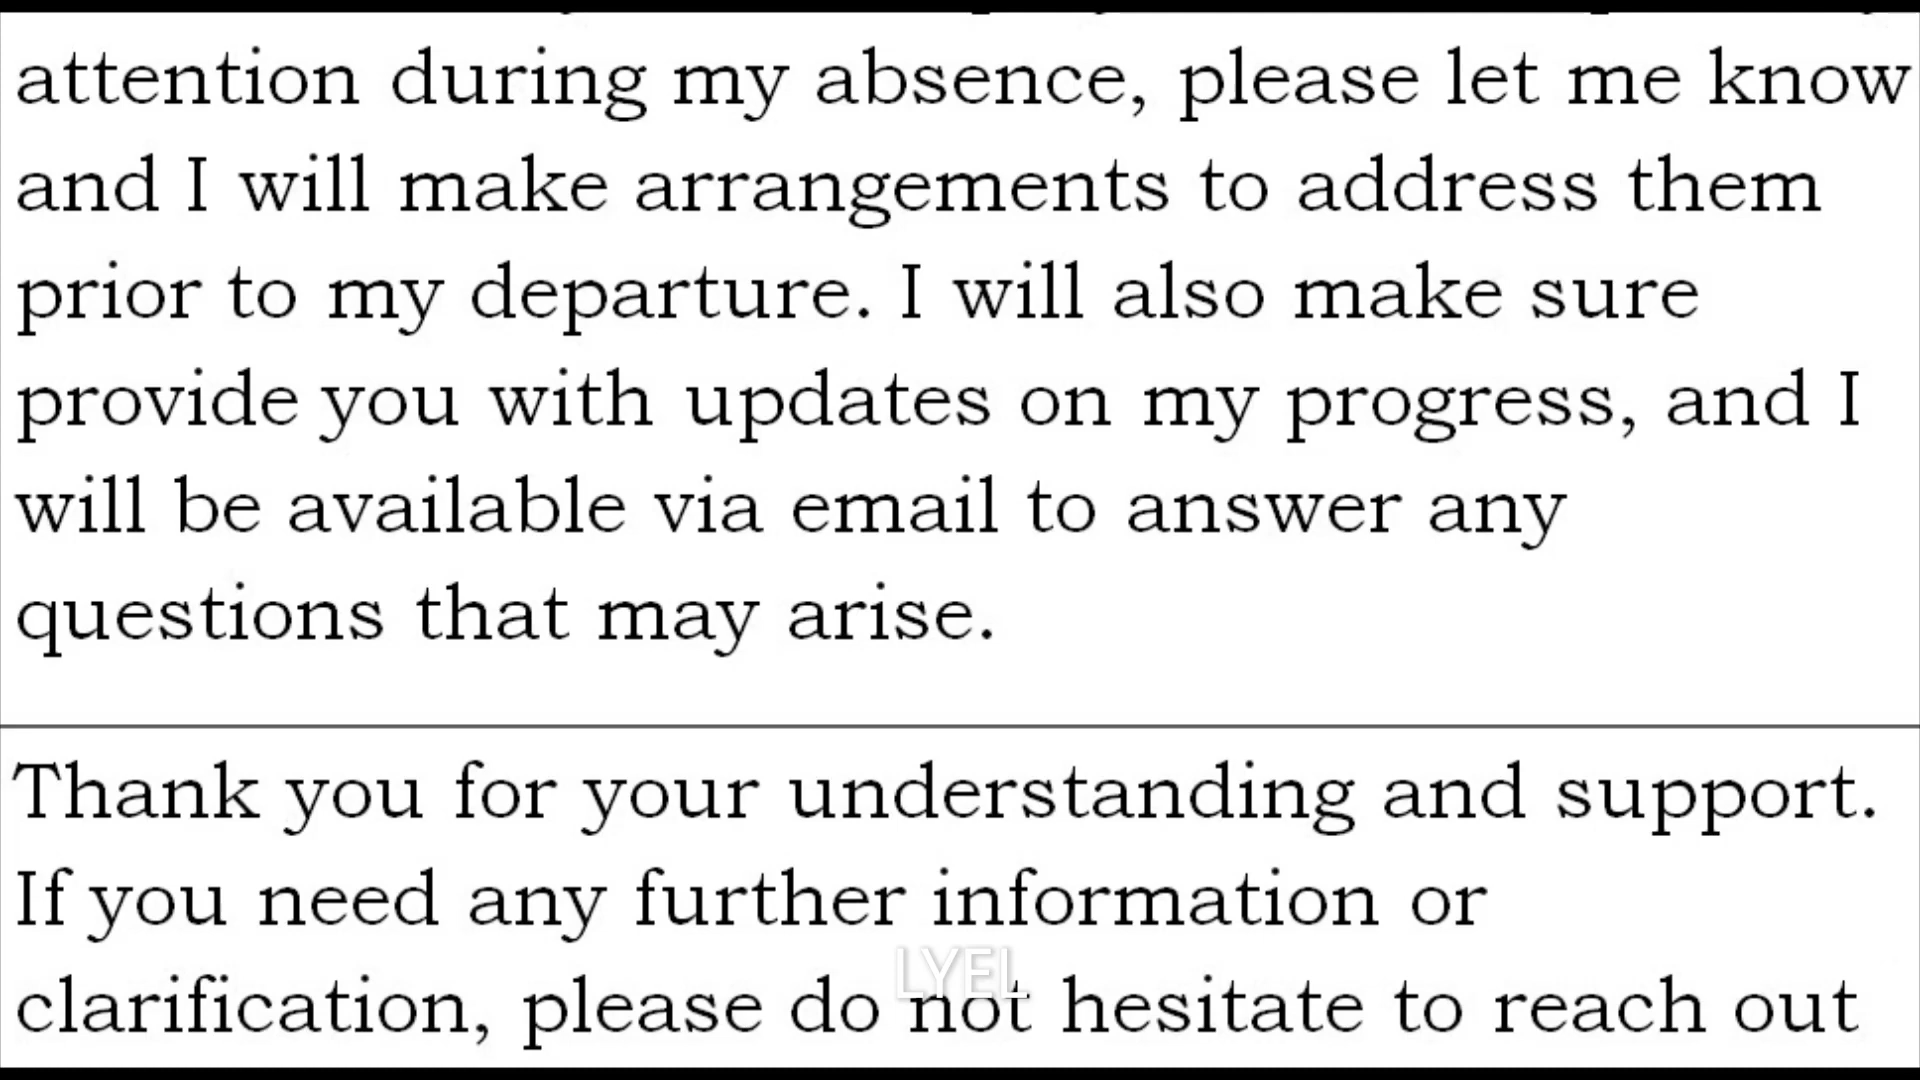 attention during my absence, please let me know
and I will make arrangements to address them
prior to my departure. I will also make sure
provide you with updates on my progress, and I
will be available via email to answer any
questions that may arise.
Thank you for your understanding and support.
If you need any further information or
clarification, please do not hesitate to reach out
LYEL